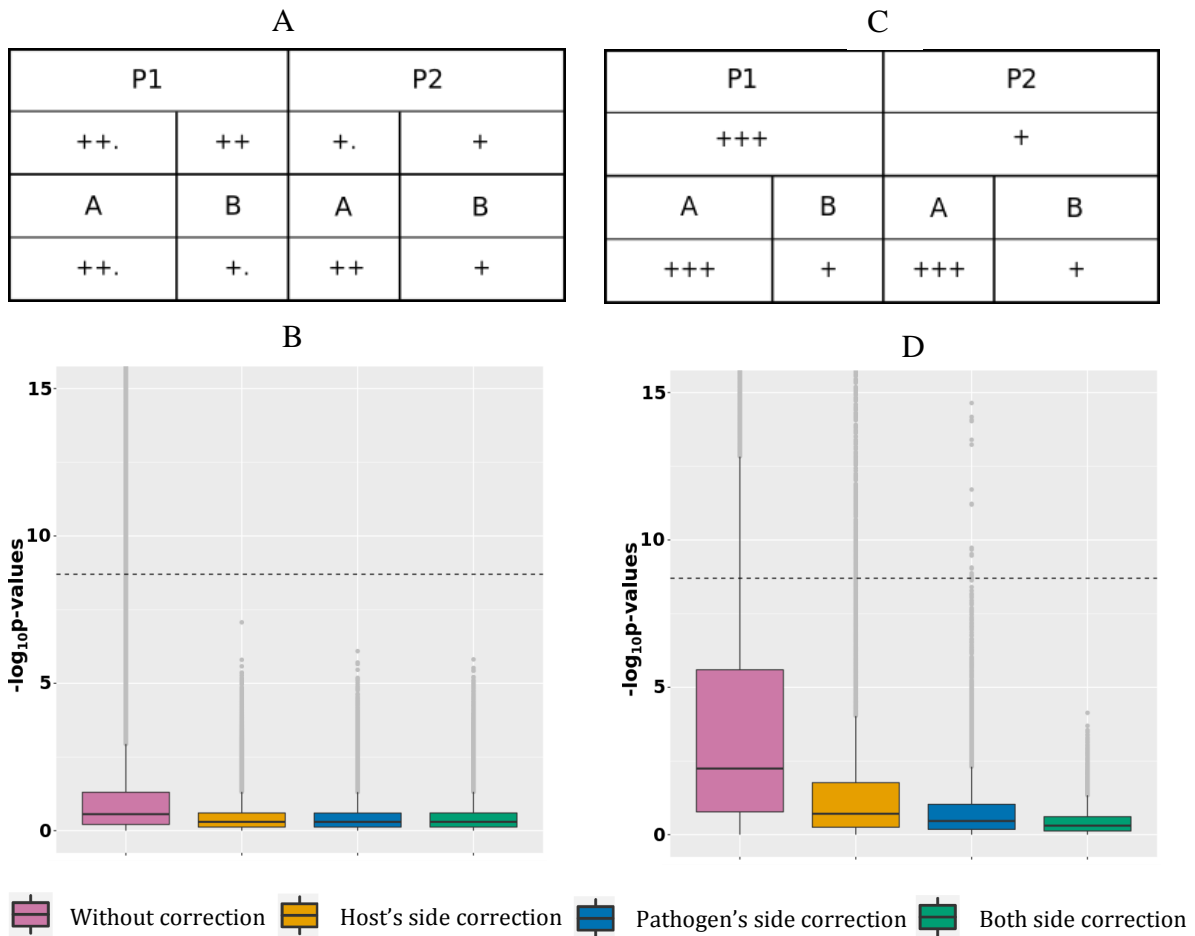 A
P1 P2
++. ++ +. +
A B A B
++. +. ++ +
C
P1 P2
+++ +
A B A B
+++ + +++ +
B
15
10
5
0
-log10p-values
D
15
10
5
0
-log10p-values
Without correction Host's side correction Pathogen's side correction Both side correction